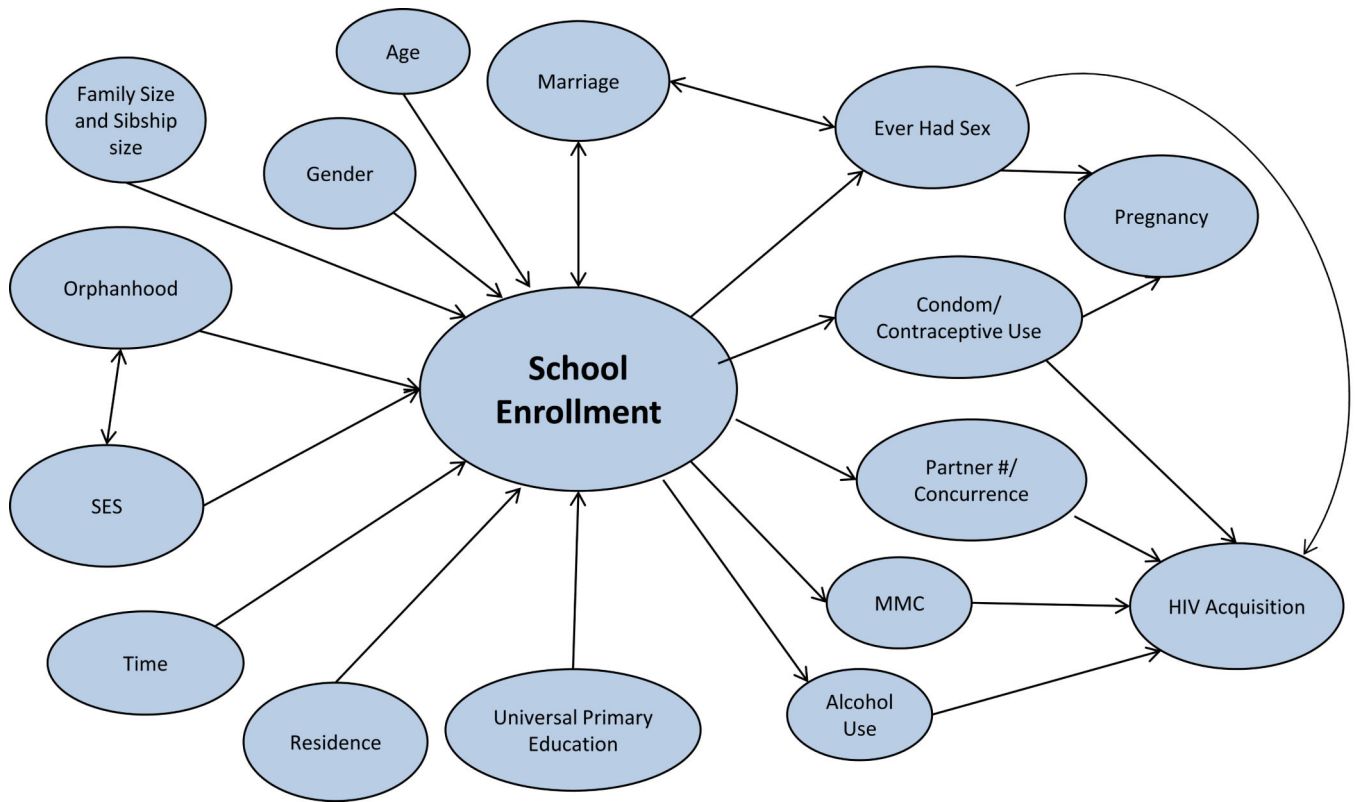 Age
Marriage
Family Size
and Sibship
size
Ever Had Sex
Gender
Pregnancy
Orphanhood
Condom/
Contraceptive Use
School
Enrollment
Partner #/
Concurrence
SES
MMC
HIV Acquisition
Time
Alcohol
Use
Universal Primary
Education
Residence